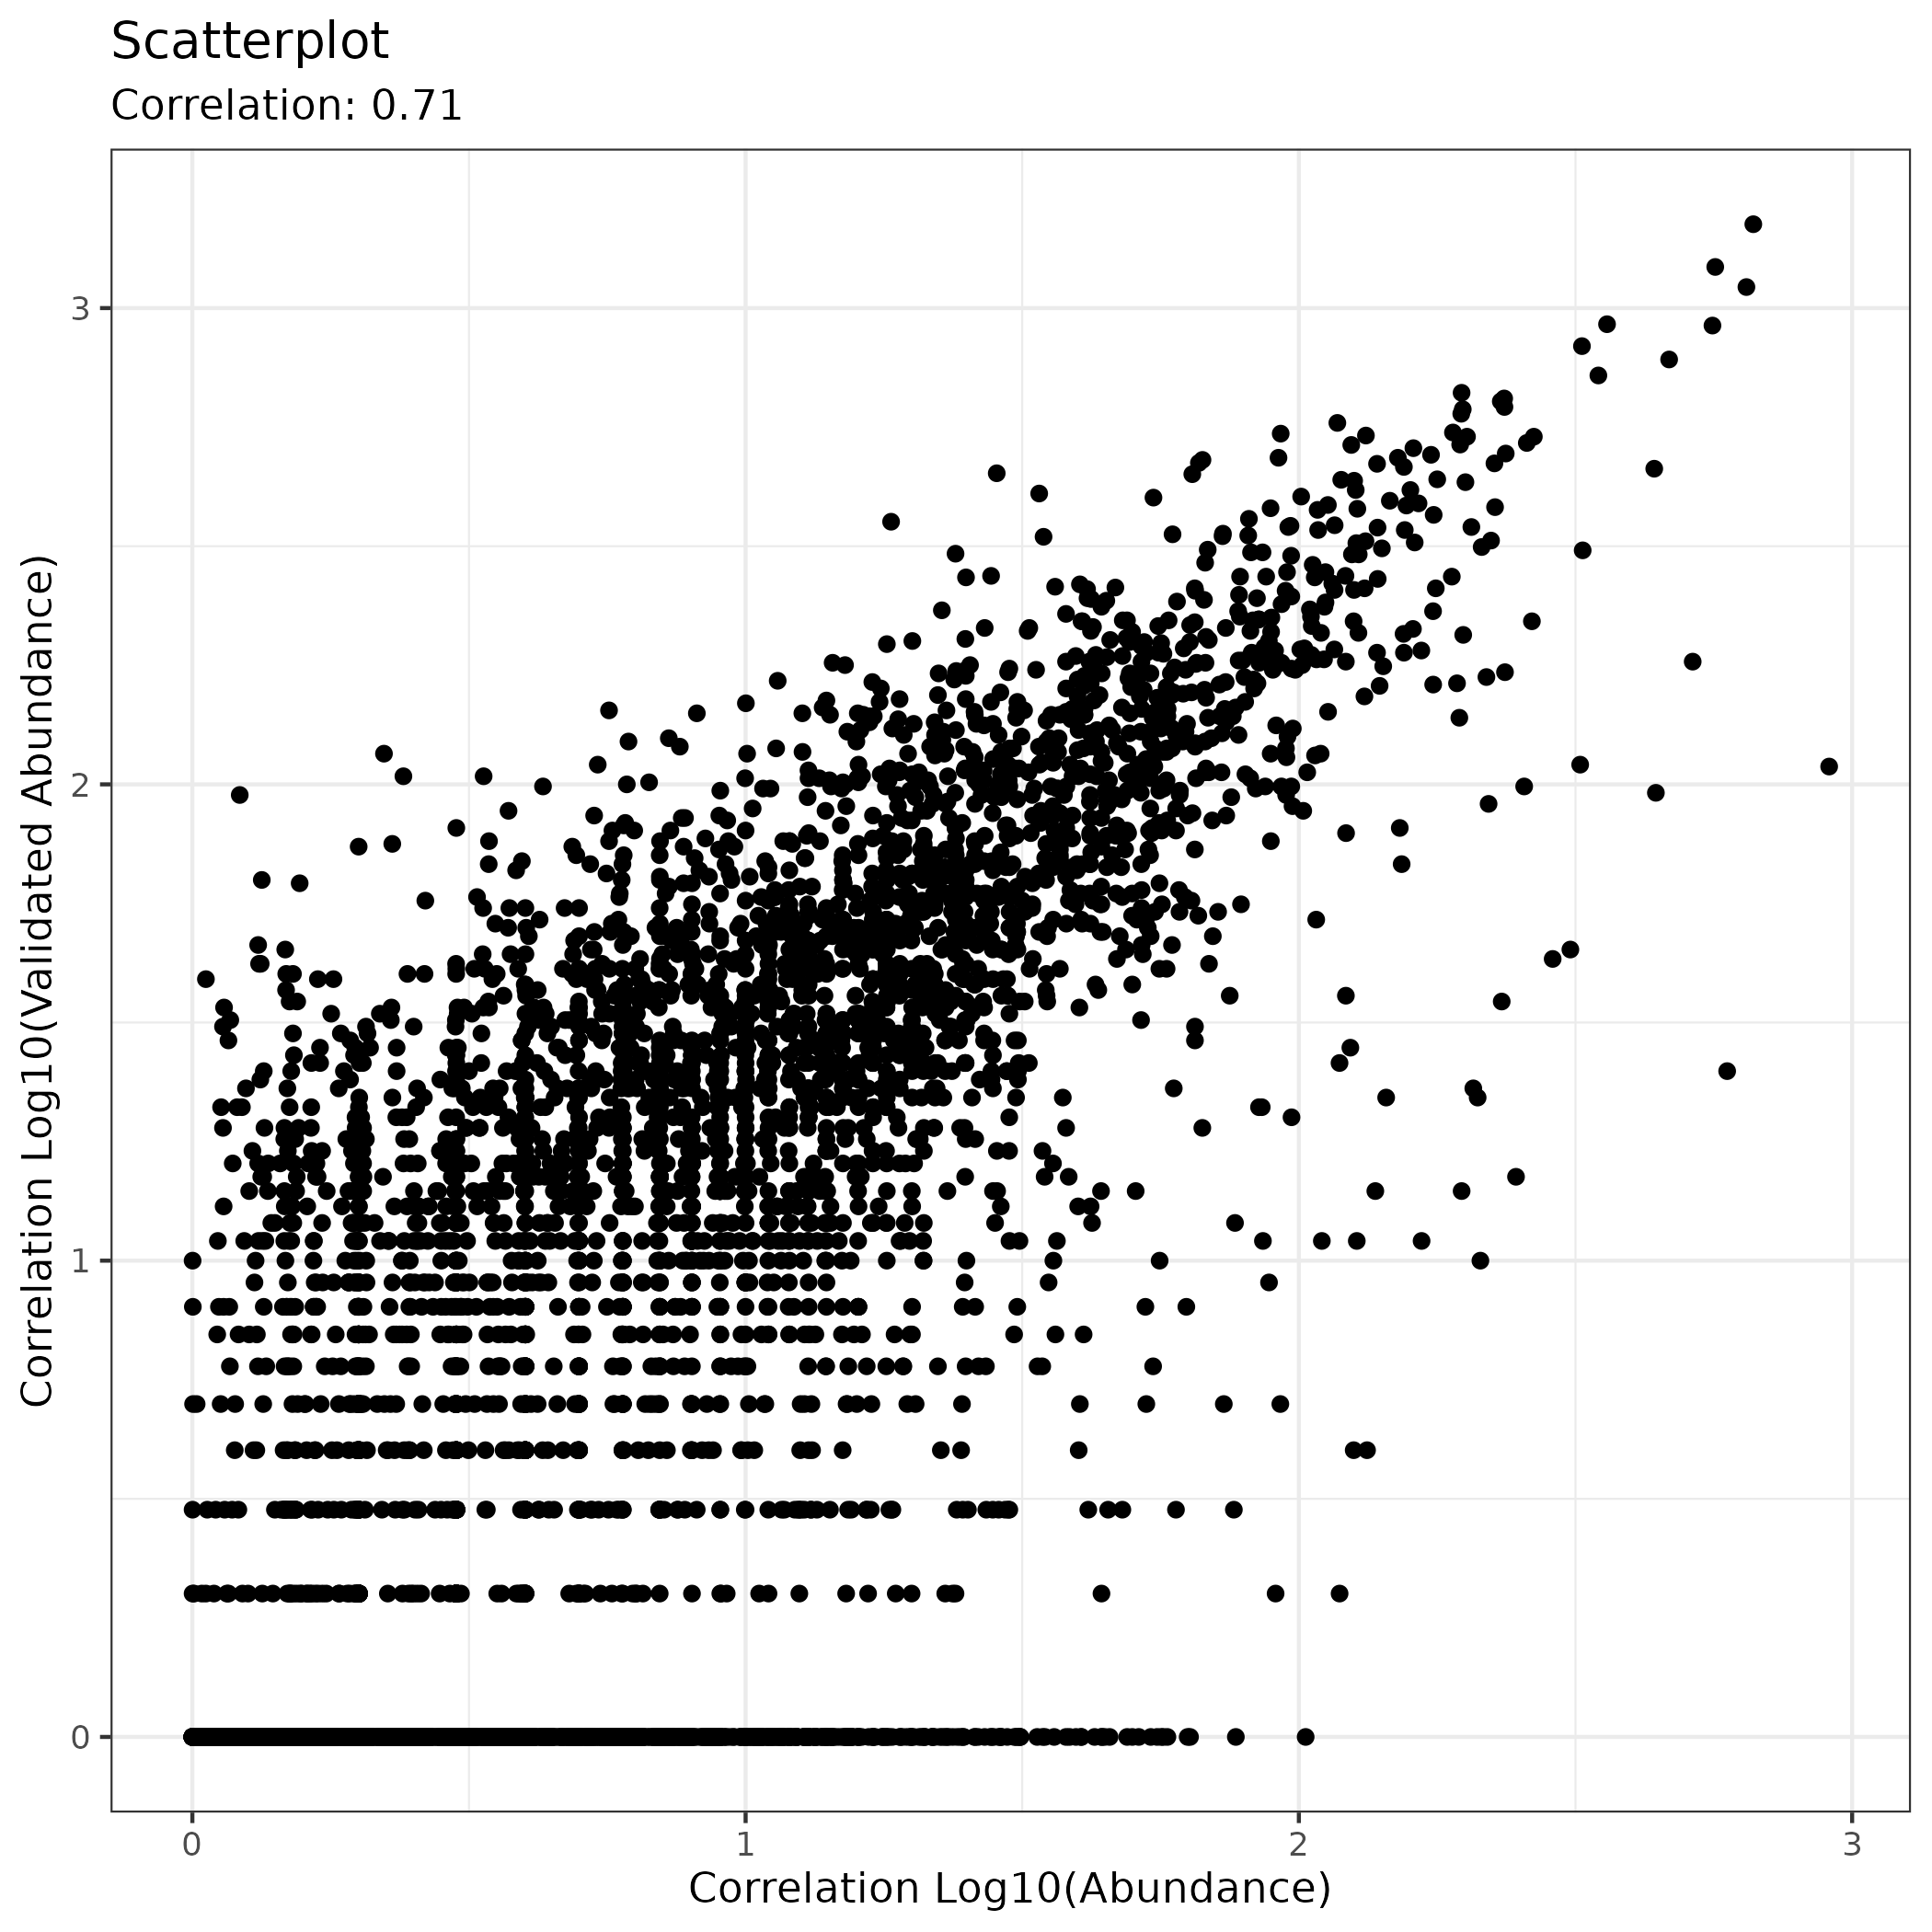 Scatterplot
Correlation: 0.71
Correlation Log10(Validated Abundance)
3
2
1
0
0 1 2 3
Correlation Log10(Abundance)